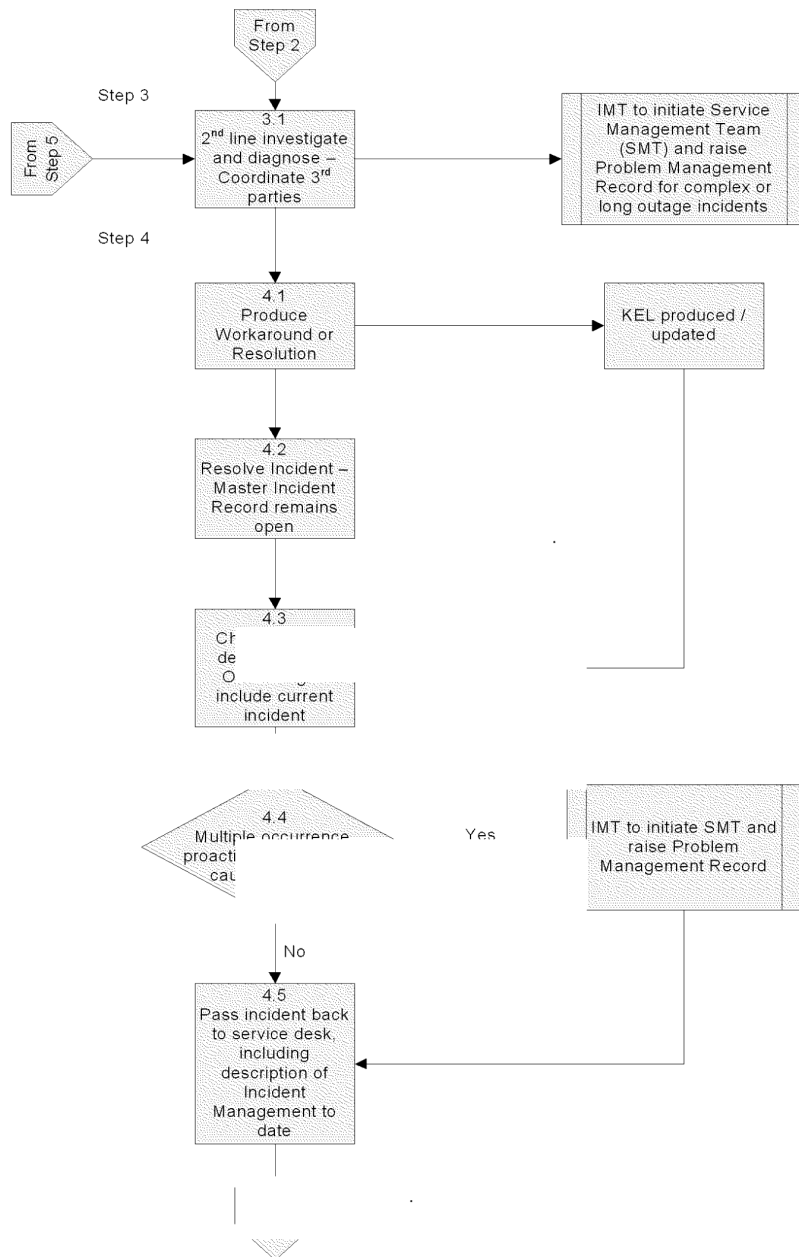 From
Step 2
Step 3
From
Step 5
3.1
2nd line investigate
and diagnose –
Coordinate 3rd
parties
IMT to initiate Service
Management Team
(SMT) and raise
Problem Management
Record for complex or
long outage incidents
Step 4
4.1
Produce
Workaround or
Resolution
KEL produced /
updated
4.2
Resolve Incident –
Master Incident
Record remains
open
4.3
include current
incident
4.4
Multiple occurrence
Yes
IMT to initiate SMT and
raise Problem
Management Record
No
4.5
Pass incident back
to service desk,
including
description of
Incident
Management to
date